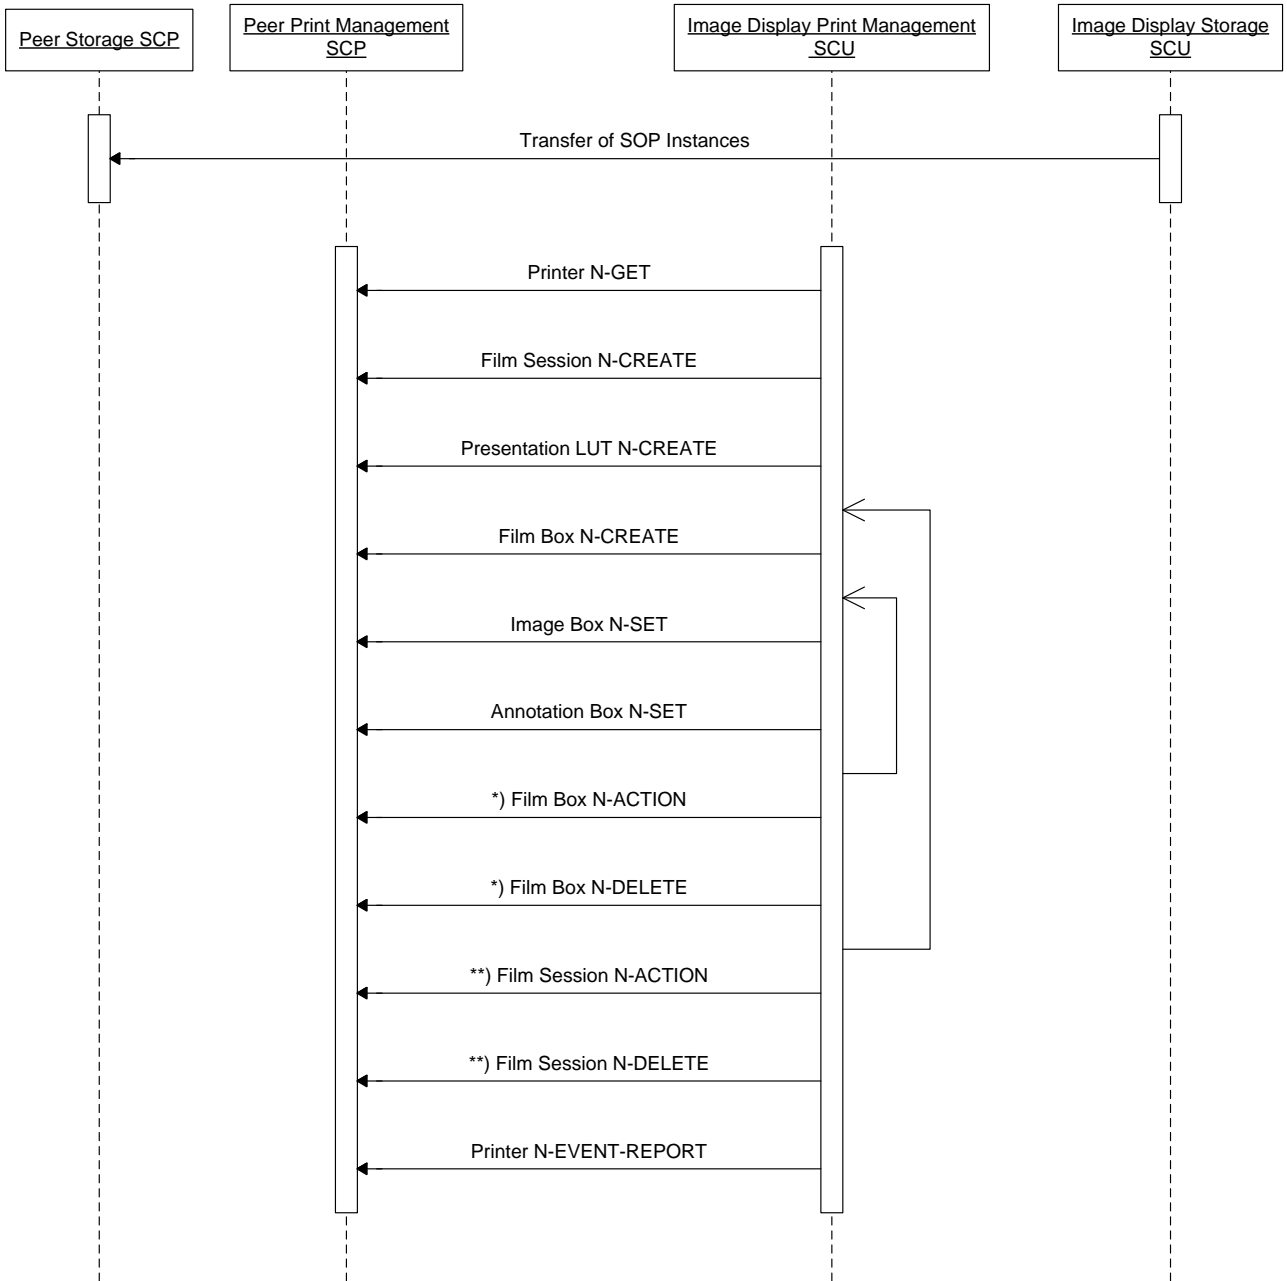 Peer Storage SCP
Peer Print Management
SCP
Image Display Print Management
SCU
Image Display Storage
SCU
Transfer of SOP Instances
Printer N-GET
Film Session N-CREATE
Presentation LUT N-CREATE
Film Box N-CREATE
Image Box N-SET
Annotation Box N-SET
*) Film Box N-ACTION
*) Film Box N-DELETE
**) Film Session N-ACTION
**) Film Session N-DELETE
Printer N-EVENT-REPORT